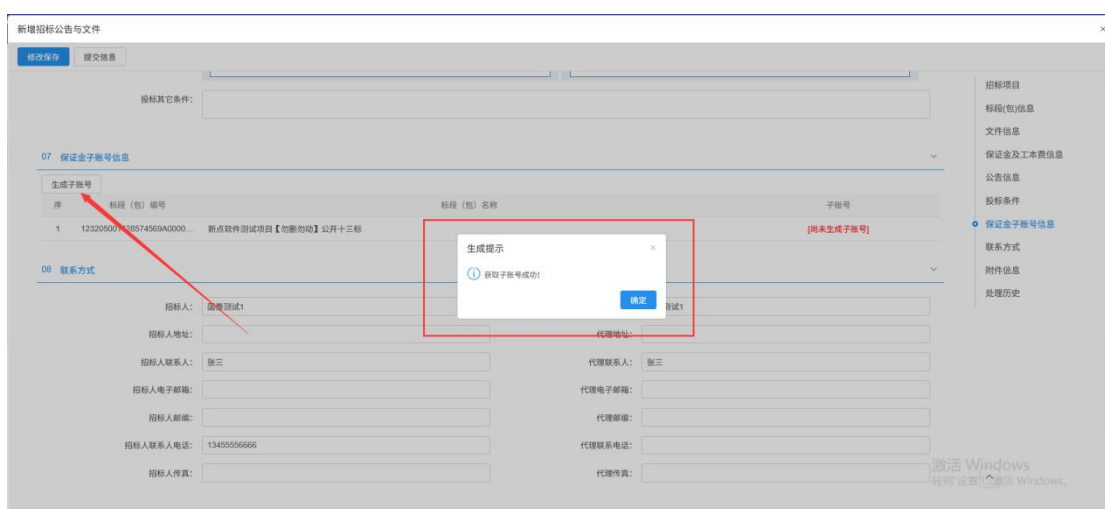 新增招标公告与文件
×
修改保存 提交信息
投标其它条件:
07 保证金子账号信息
生成子账号
序 标段（包）编号 标段（包）名称 子账号
1 新点软件测试项目【勿删勿动】公开十三标 [尚未生成子账号]
生成提示 ×
获取子账号成功!
确定
08 联系方式
招标人: 国泰测试1 测试1
招标人地址: 代理地址:
招标人联系人: 张三 代理联系人: 张三
招标人电子邮箱: 代理电子邮箱:
招标人邮编: 代理邮编:
招标人联系人电话: 13455556666 代理联系电话:
招标人传真: 代理传真:
招标项目
标段(包)信息
文件信息
保证金及工本费信息
公告信息
投标条件
保证金子账号信息
联系方式
附件信息
处理历史
激活 Windows
转到"设置"以激活 Windows。